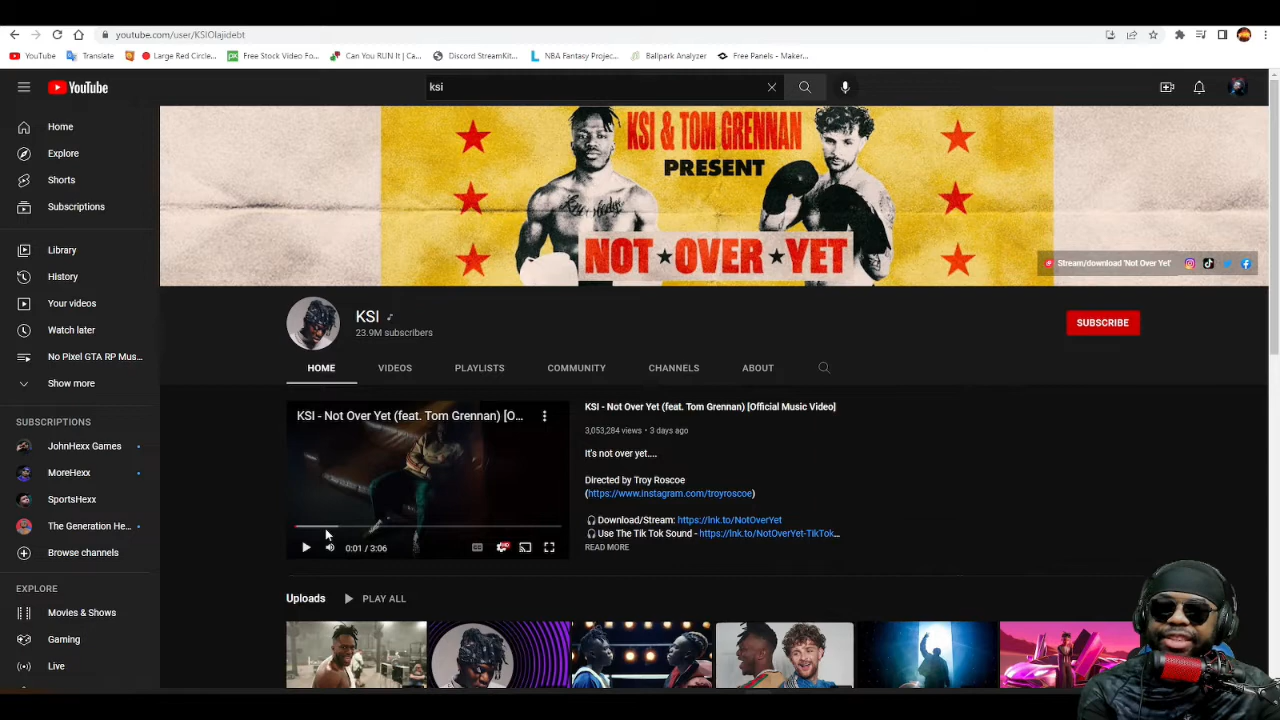 youtube.com/user/KSIOlajidebt
YouTube
Translate
Large Red Circle...
Free Stock Video Fo...
Can You RUN It | Ca...
Discord StreamKit...
NBA Fantasy Projec...
Ballpark Analyzer
Free Panels - Maker...
YouTube
ksi
Home
Explore
Shorts
Subscriptions
Library
History
Your videos
Watch later
No Pixel GTA RP Mus...
Show more
SUBSCRIPTIONS
JohnHexx Games
MoreHexx
SportsHexx
The Generation He...
Browse channels
EXPLORE
Movies & Shows
Gaming
Live
KSI & TOM GRENNAN
PRESENT
NOT ★ OVER ★ YET
Stream/download 'Not Over Yet'
KSI
23.9M subscribers
SUBSCRIBE
HOME
VIDEOS
PLAYLISTS
COMMUNITY
CHANNELS
ABOUT
KSI - Not Over Yet (feat. Tom Grennan) [O...
0:01 / 3:06
KSI - Not Over Yet (feat. Tom Grennan) [Official Music Video]
3,053,284 views • 3 days ago
It's not over yet....
Directed by Troy Roscoe
(https://www.instagram.com/troyroscoe)
Download/Stream: https://lnk.to/NotOverYet
Use The Tik Tok Sound - https://lnk.to/NotOverYet-TikTok...
READ MORE
Uploads
PLAY ALL